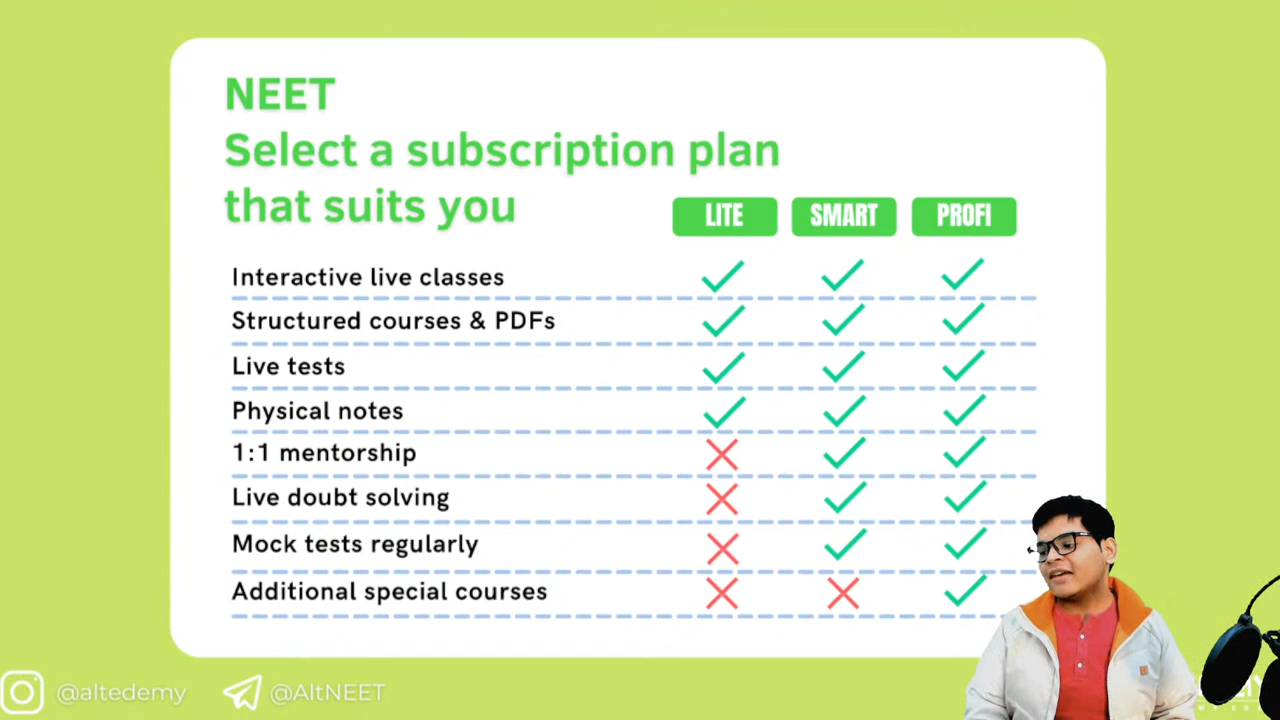 NEET
Select a subscription plan
that suits you
LITE SMART PROFI
Interactive live classes
Structured courses & PDFs
Live tests
Physical notes
1:1 mentorship
Live doubt solving
Mock tests regularly
Additional special courses
@altedemy @AltNEET